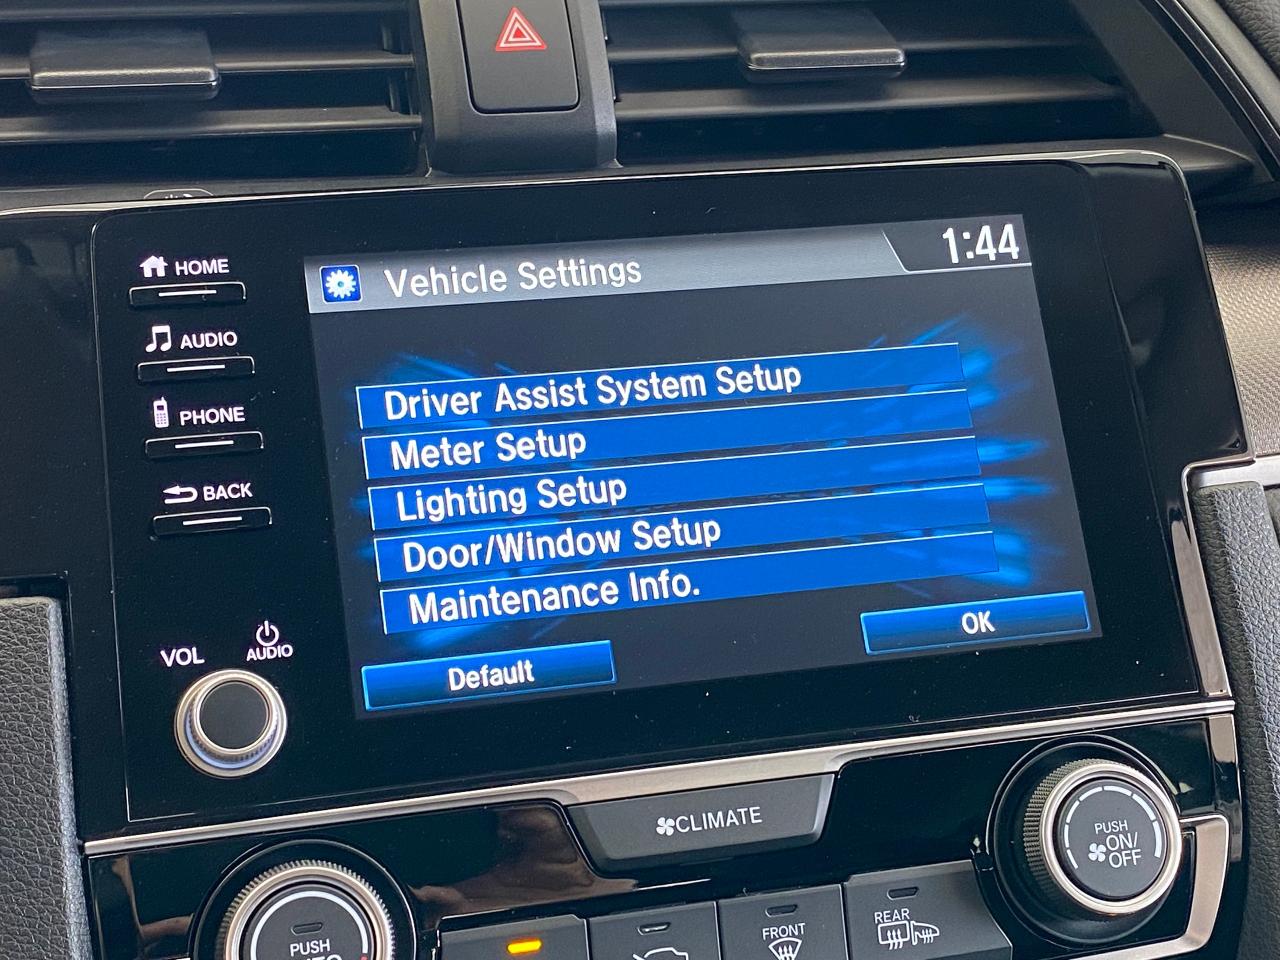 HOME
AUDIO
PHONE
BACK
VOL
AUDIO
Vehicle Settings
1:44
Driver Assist System Setup
Meter Setup
Lighting Setup
Door/Window Setup
Maintenance Info.
Default
OK
CLIMATE
PUSH
ON/
OFF
PUSH
FRONT
REAR